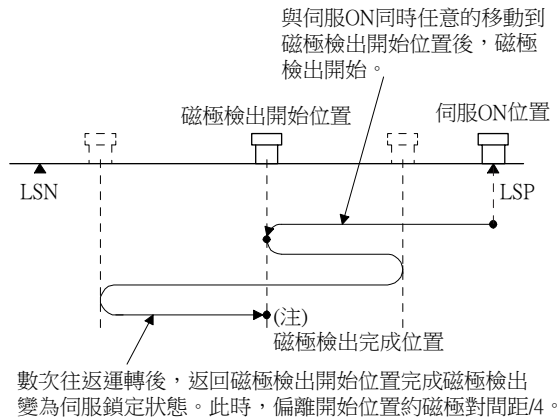 與伺服ON同時任意的移動到
磁極檢出開始位置後，磁極
檢出開始。
磁極檢出開始位置
伺服ON位置
LSN
LSP
(注)
磁極檢出完成位置
數次往返運轉後，返回磁極檢出開始位置完成磁極檢出
變為伺服鎖定狀態。此時，偏離開始位置約磁極對間距/4。